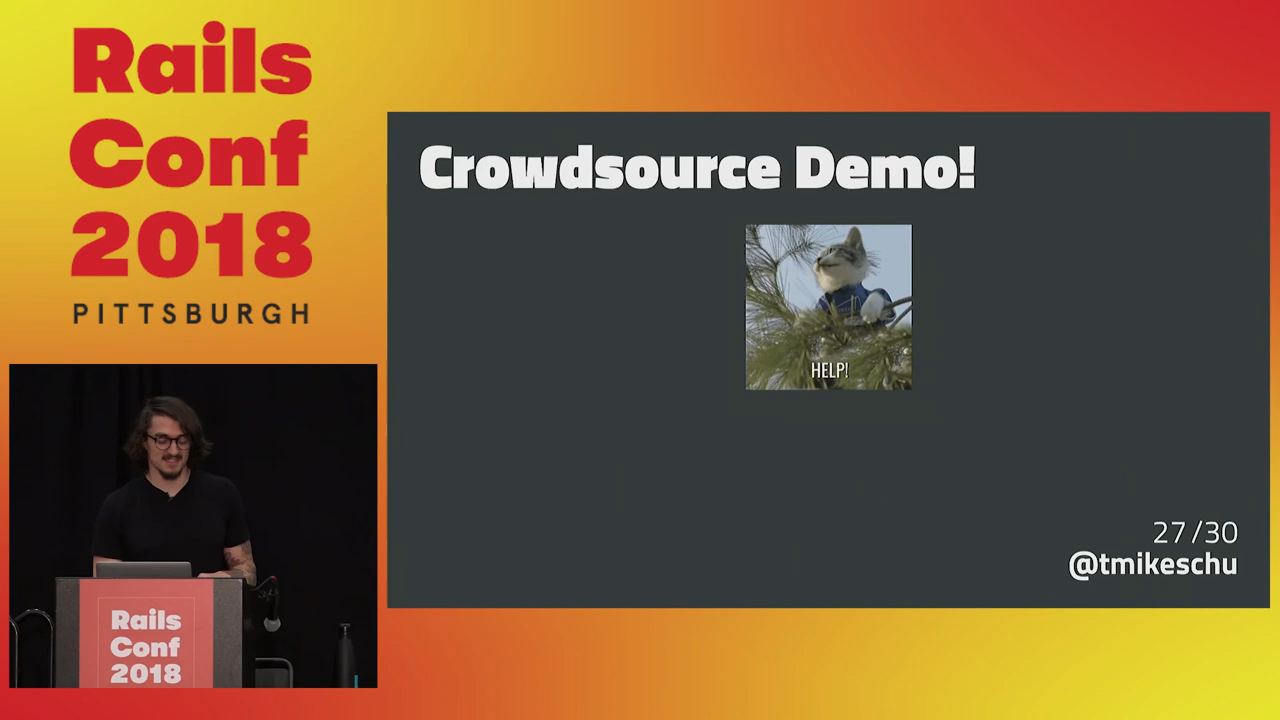 Rails
Conf
2018
PITTSBURGH
Crowdsource Demo!
HELP!
27/30
@tmikeschu
Rails
Conf
2018